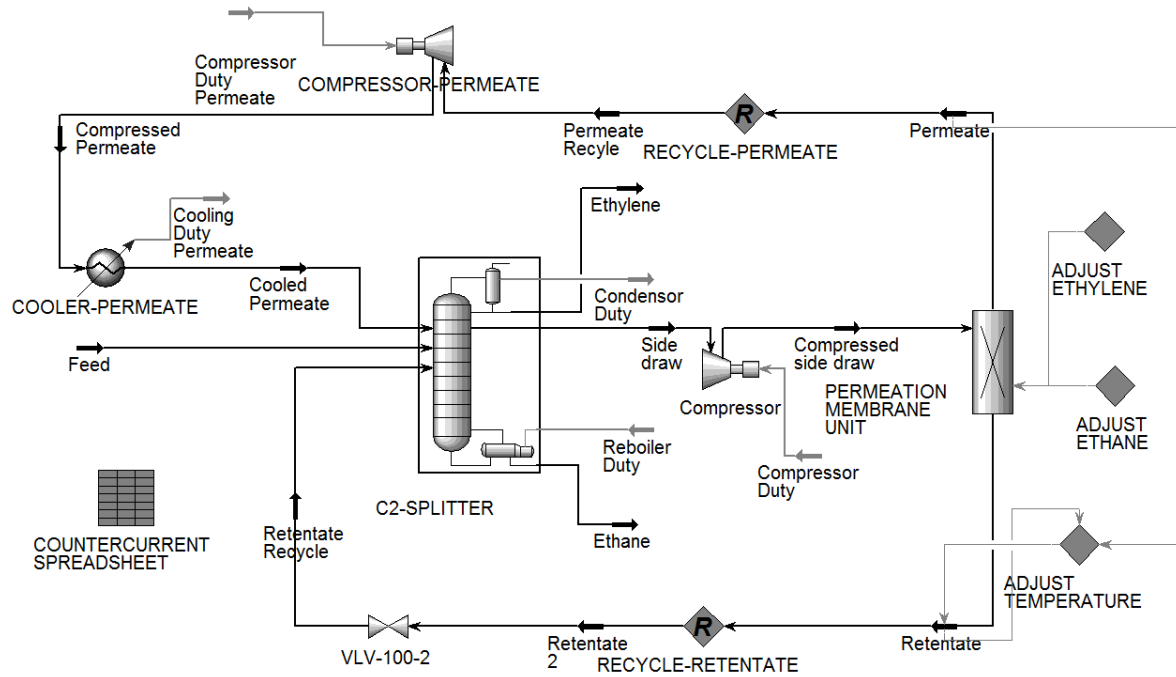 Compressor
Duty
Permeate
COMPRESSOR-PERMEATE
Compressed
Permeate
Permeate
Recyle
R
RECYCLE-PERMEATE
Permeate
Cooling
Duty
Permeate
COOLER-PERMEATE
Cooled
Permeate
Ethylene
Condensor
Duty
Feed
Side
draw
Compressed
side draw
Compressor
PERMEATION
MEMBRANE
UNIT
ADJUST
ETHYLENE
ADJUST
ETHANE
Reboiler
Duty
Compressor
Duty
C2-SPLITTER
Ethane
COUNTERCURRENT
SPREADSHEET
Retentate
Recycle
VLV-100-2
Retentate
2
R
RECYCLE-RETENTATE
Retentate
ADJUST
TEMPERATURE